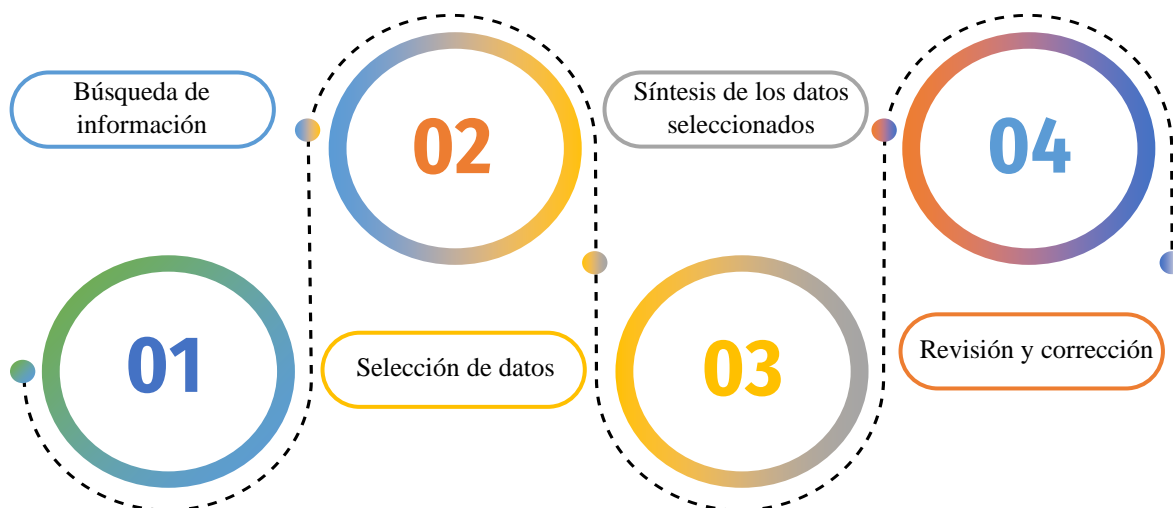 Búsqueda de
información
01
02
Selección de datos
Síntesis de los datos
seleccionados
03
04
Revisión y corrección